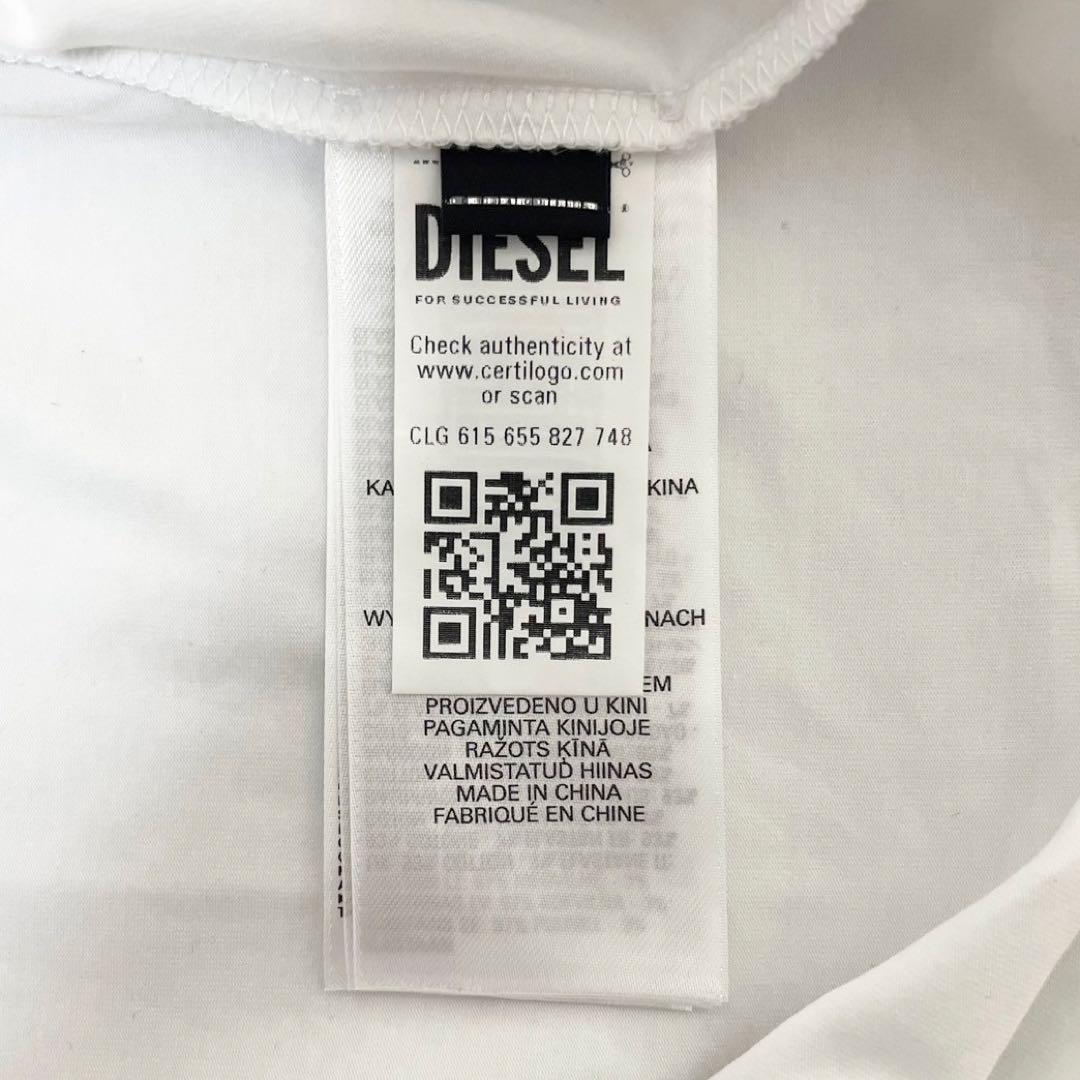 DIESEL
FOR SUCCESSFUL LIVING
Check authenticity at
www.certilogo.com
or scan
CLG 615 655 827 748
KA KINA
WY NACH
EM
PROIZVEDENO U KINI
PAGAMINTA KINIJOJE
RAŽOTS ĶĪNĀ
VALMISTATUD HIINAS
MADE IN CHINA
FABRIQUÉ EN CHINE